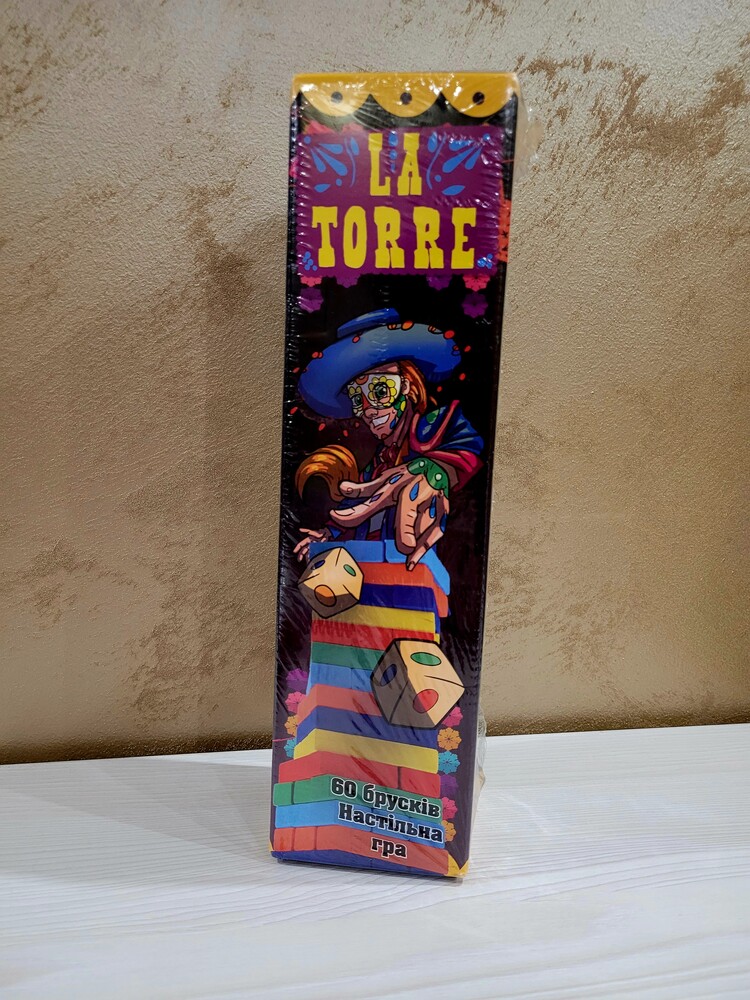 LA
TORRE
60 брусків
Настільна
гра